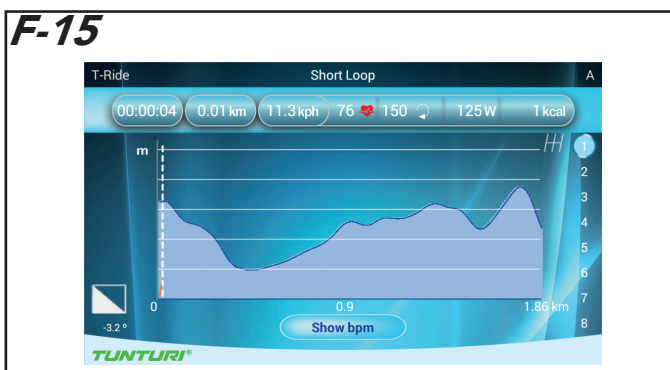 F-15
T-Ride Short Loop A
00:00:04 0.01 km 11.3 kph 76 150 125 W 1 kcal
m
1
2
3
4
5
6
7
8
0 0.9 1.86 km
-3.2 º
Show bpm
TUNTURI®